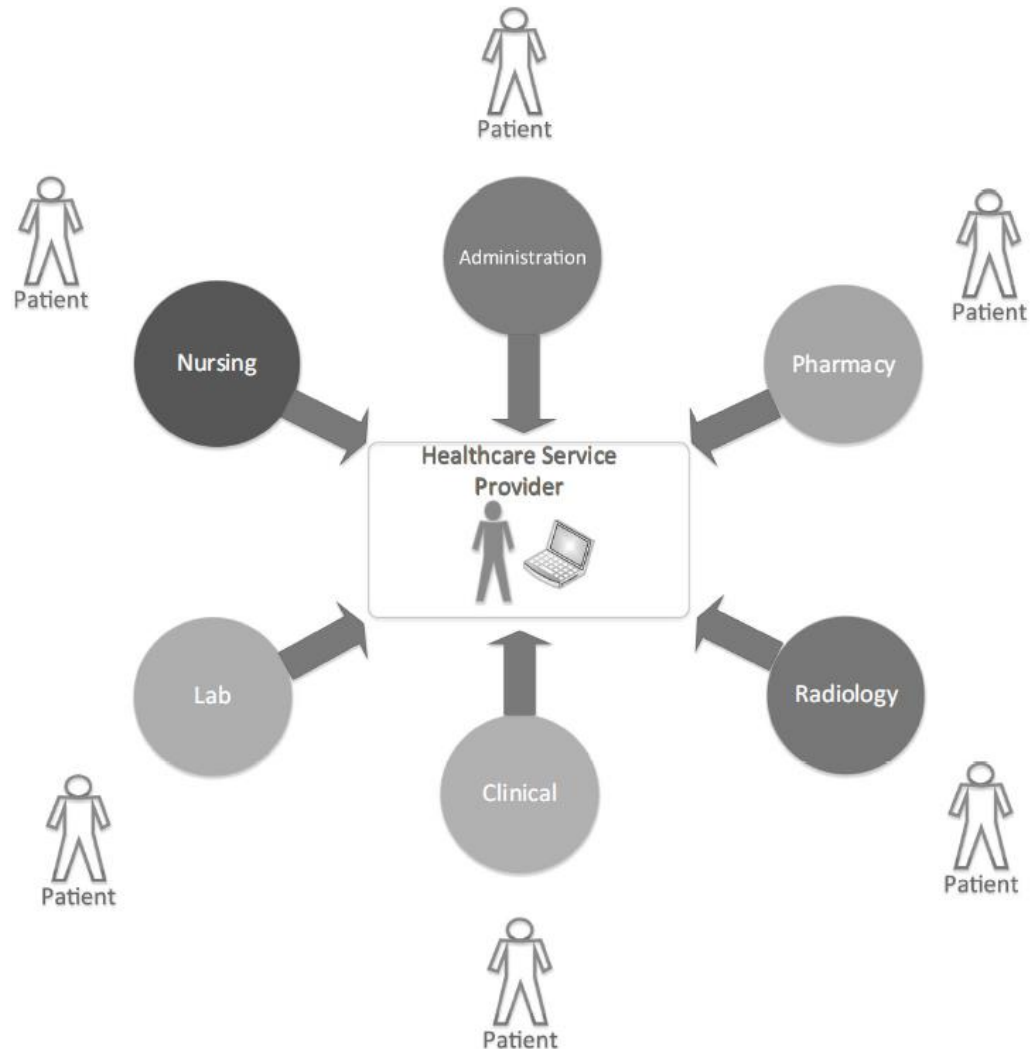 Patient
Patient
Patient
Administration
Nursing
Pharmacy
Healthcare Service
Provider
Lab
Radiology
Clinical
Patient
Patient
Patient